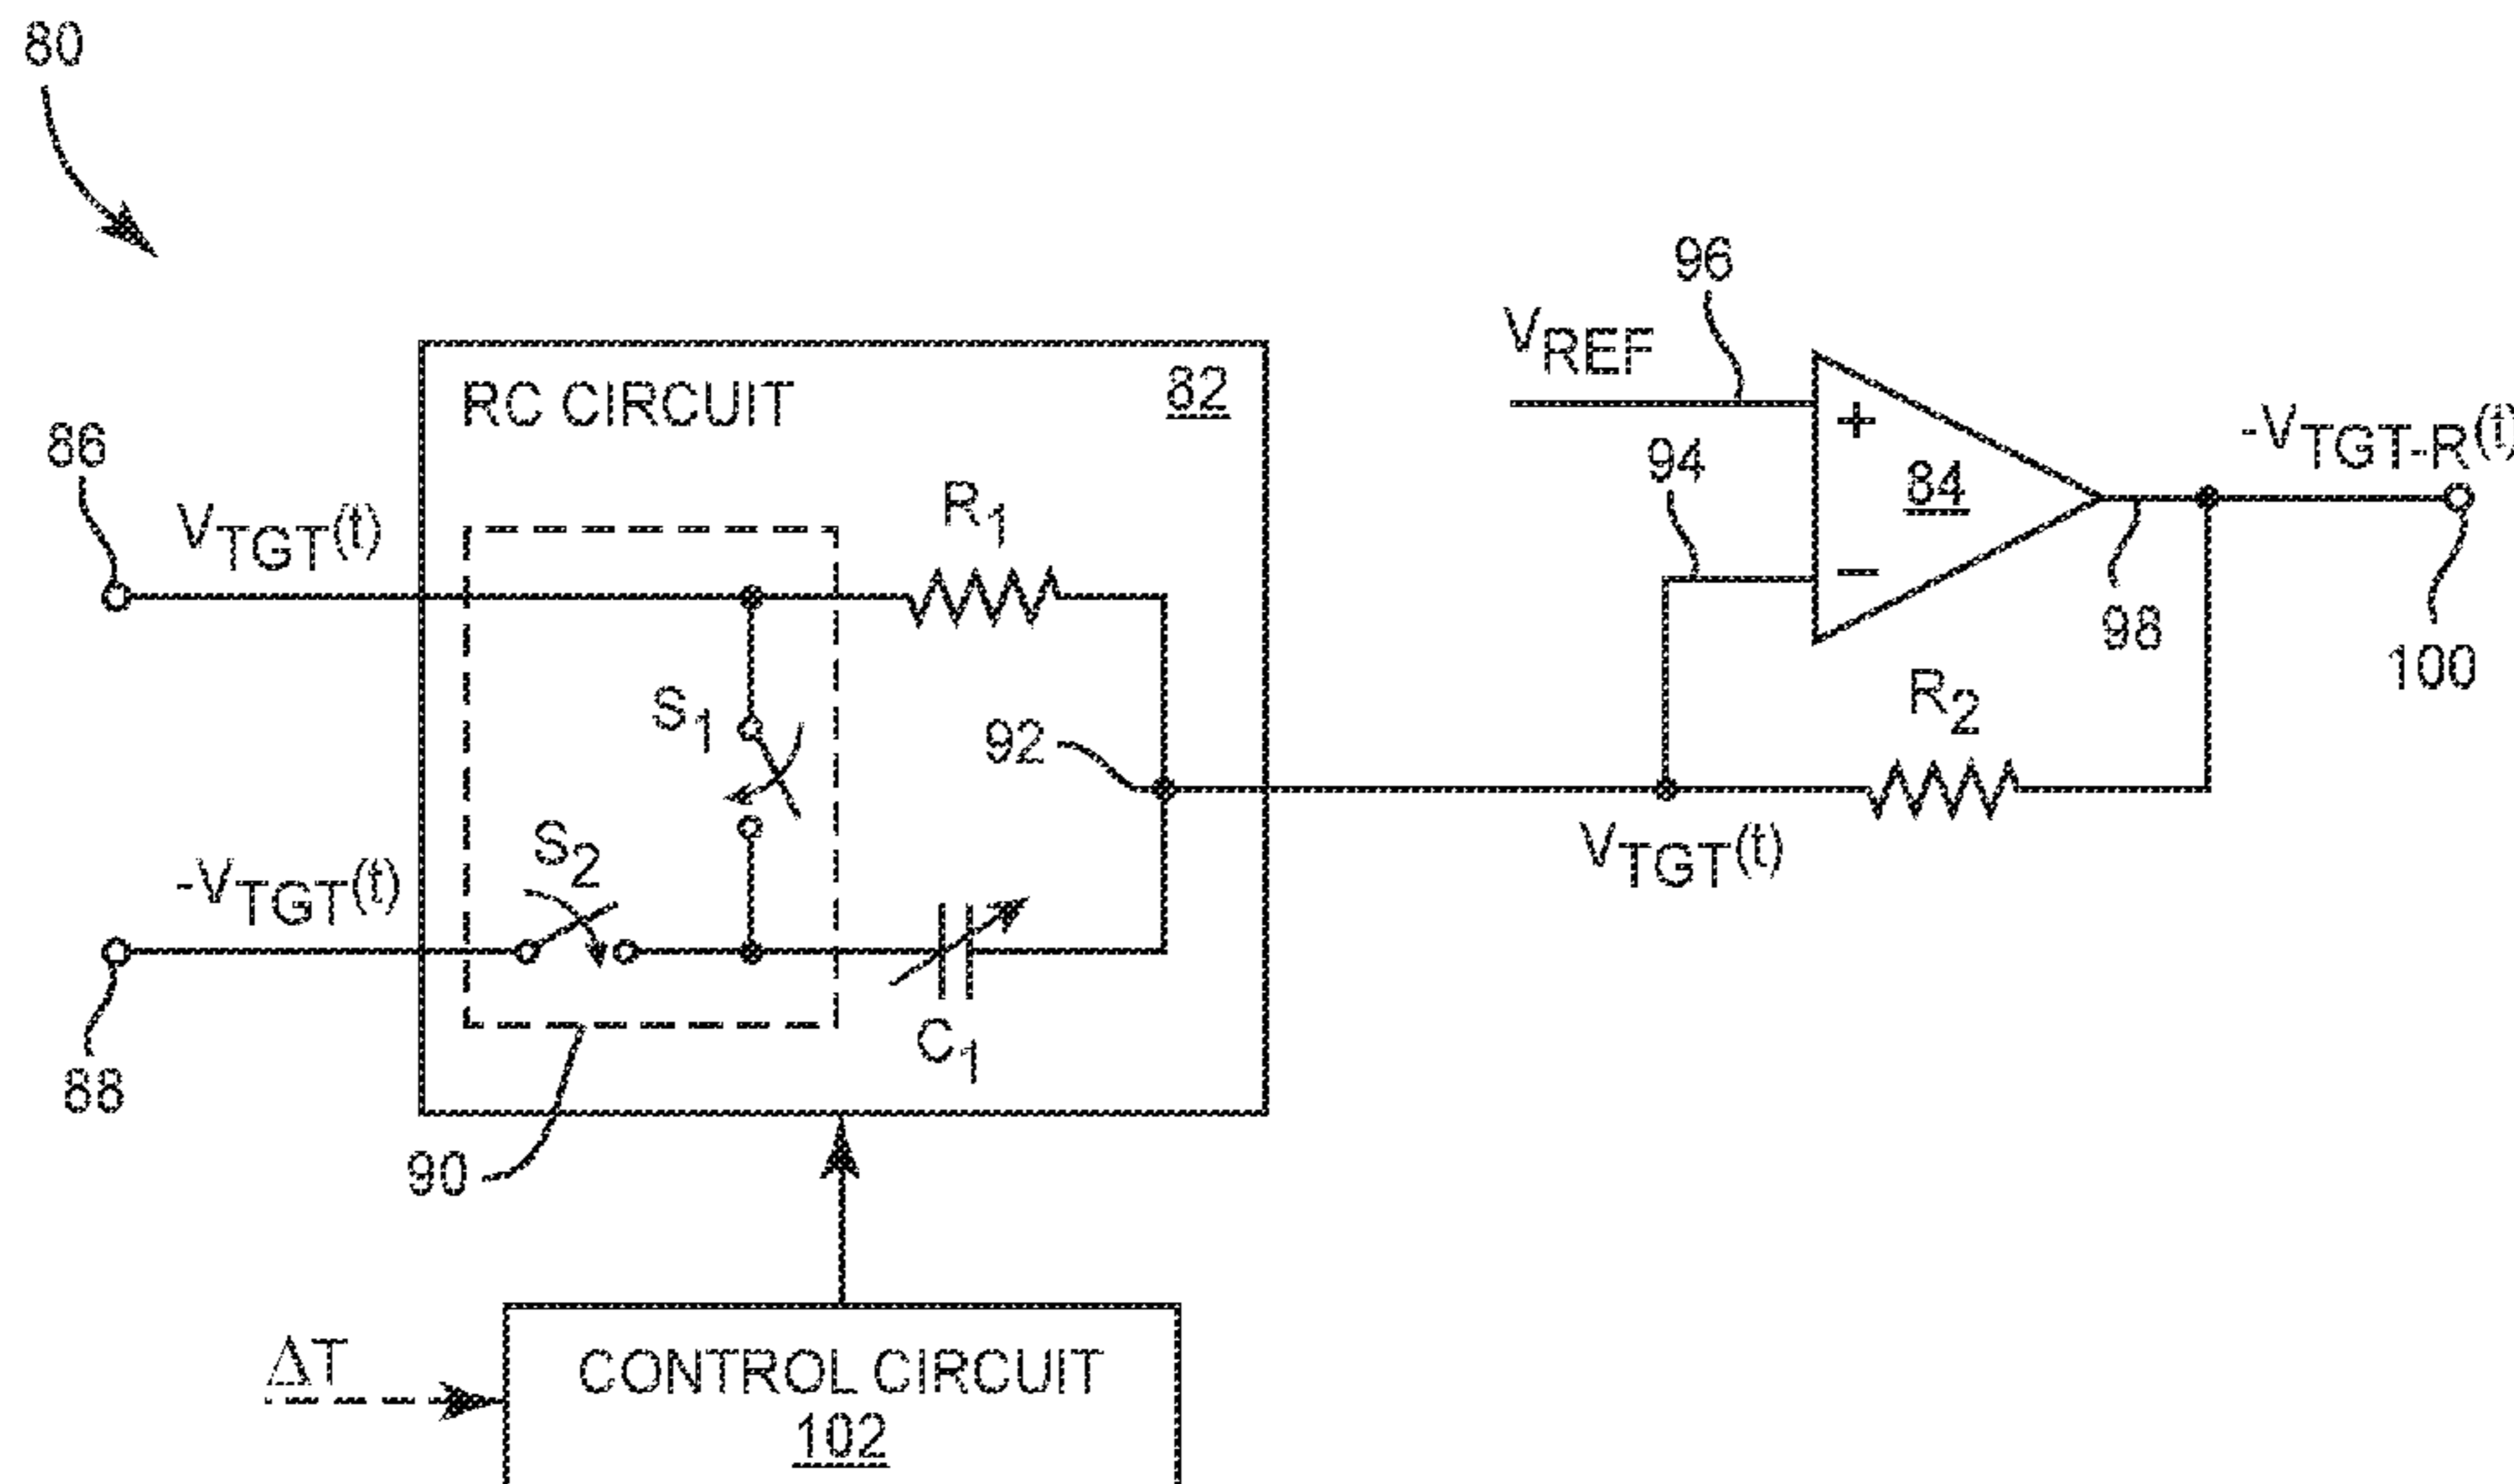 80
96
VREF
RC CIRCUIT
82
86
VTGT(t)
R1
94
+
84
−
-VTGT-R(t)
98
100
S1
R2
92
S2
VTGT(t)
-VTGT(t)
88
C1
90
ΔT
CONTROL CIRCUIT
102